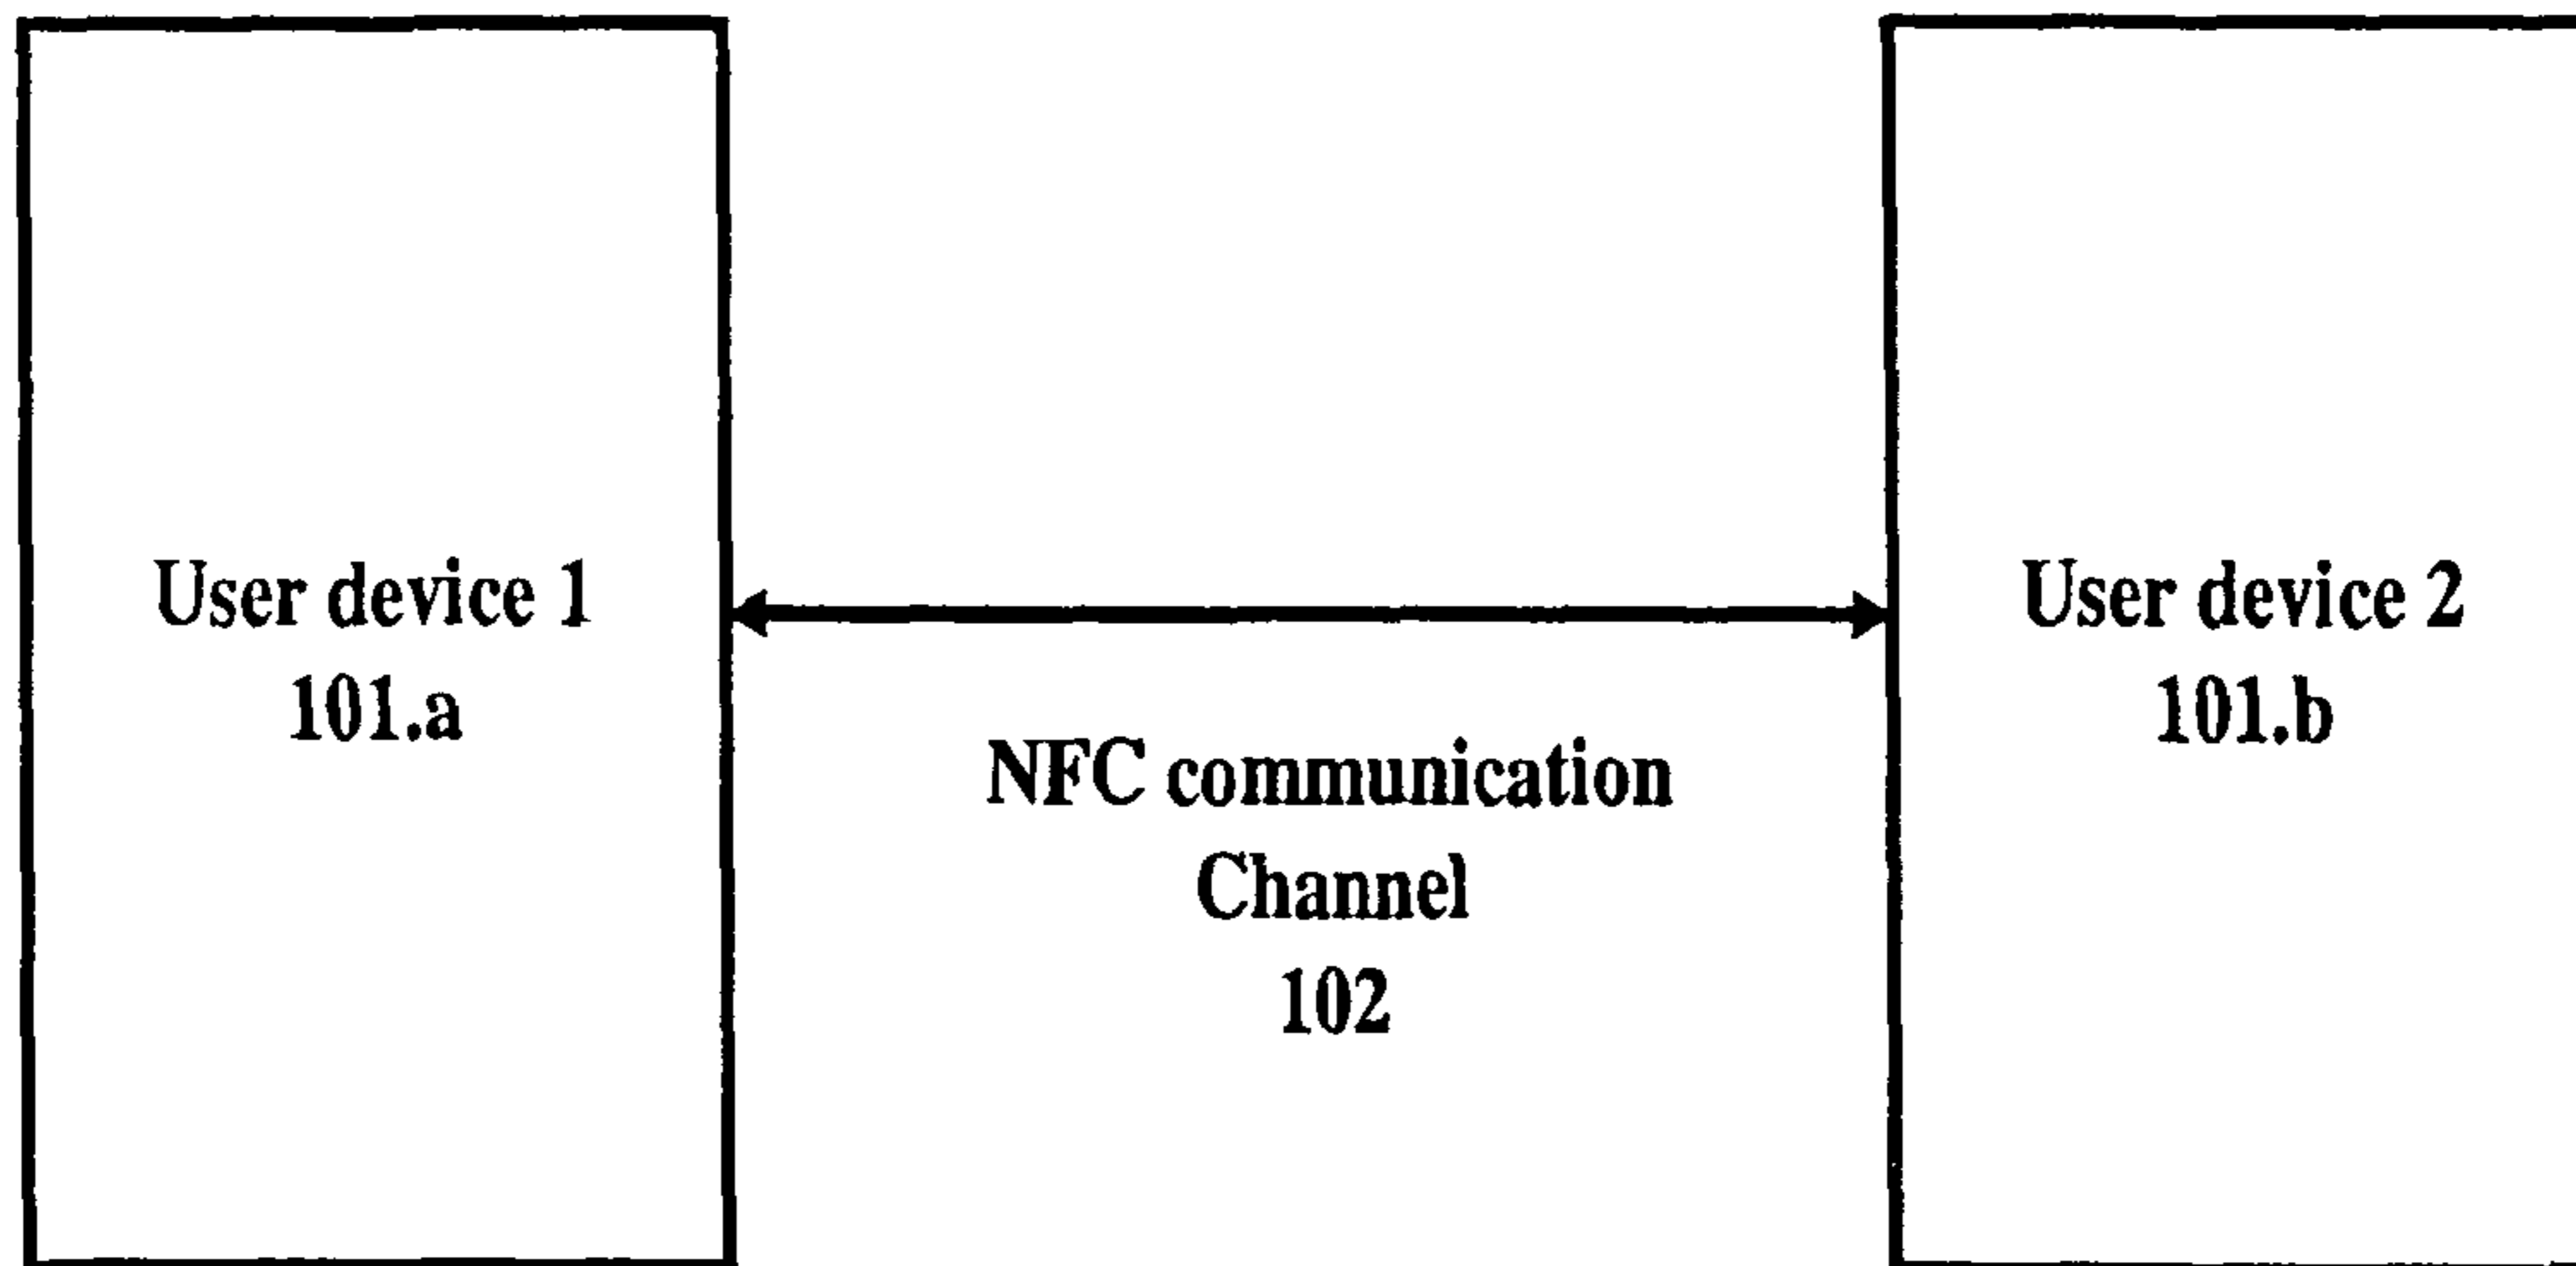 User device 1
101.a
NFC communication
Channel
102
User device 2
101.b